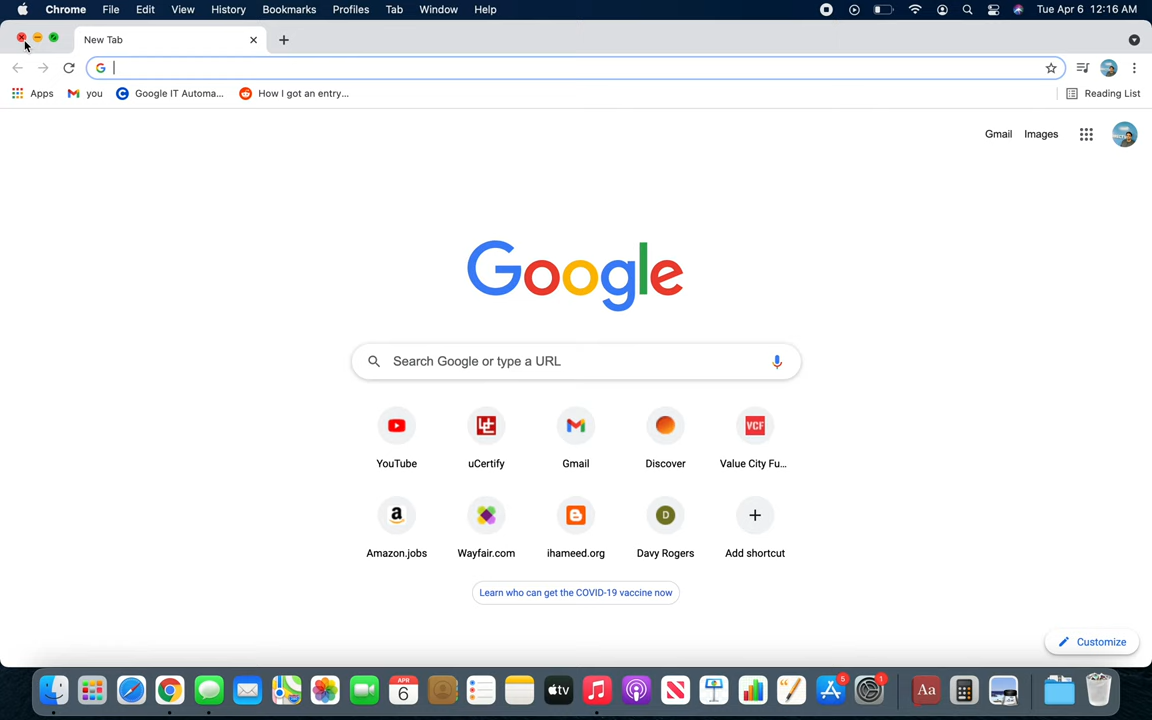 Chrome File Edit View History Bookmarks Profiles Tab Window Help Tue Apr 6 12:16 AM
New Tab
Apps you Google IT Automa... How I got an entry... Reading List
Gmail Images
Google
Search Google or type a URL
YouTube uCertify Gmail Discover Value City Fu...
Amazon.jobs Wayfair.com ihameed.org Davy Rogers Add shortcut
Learn who can get the COVID-19 vaccine now
Customize